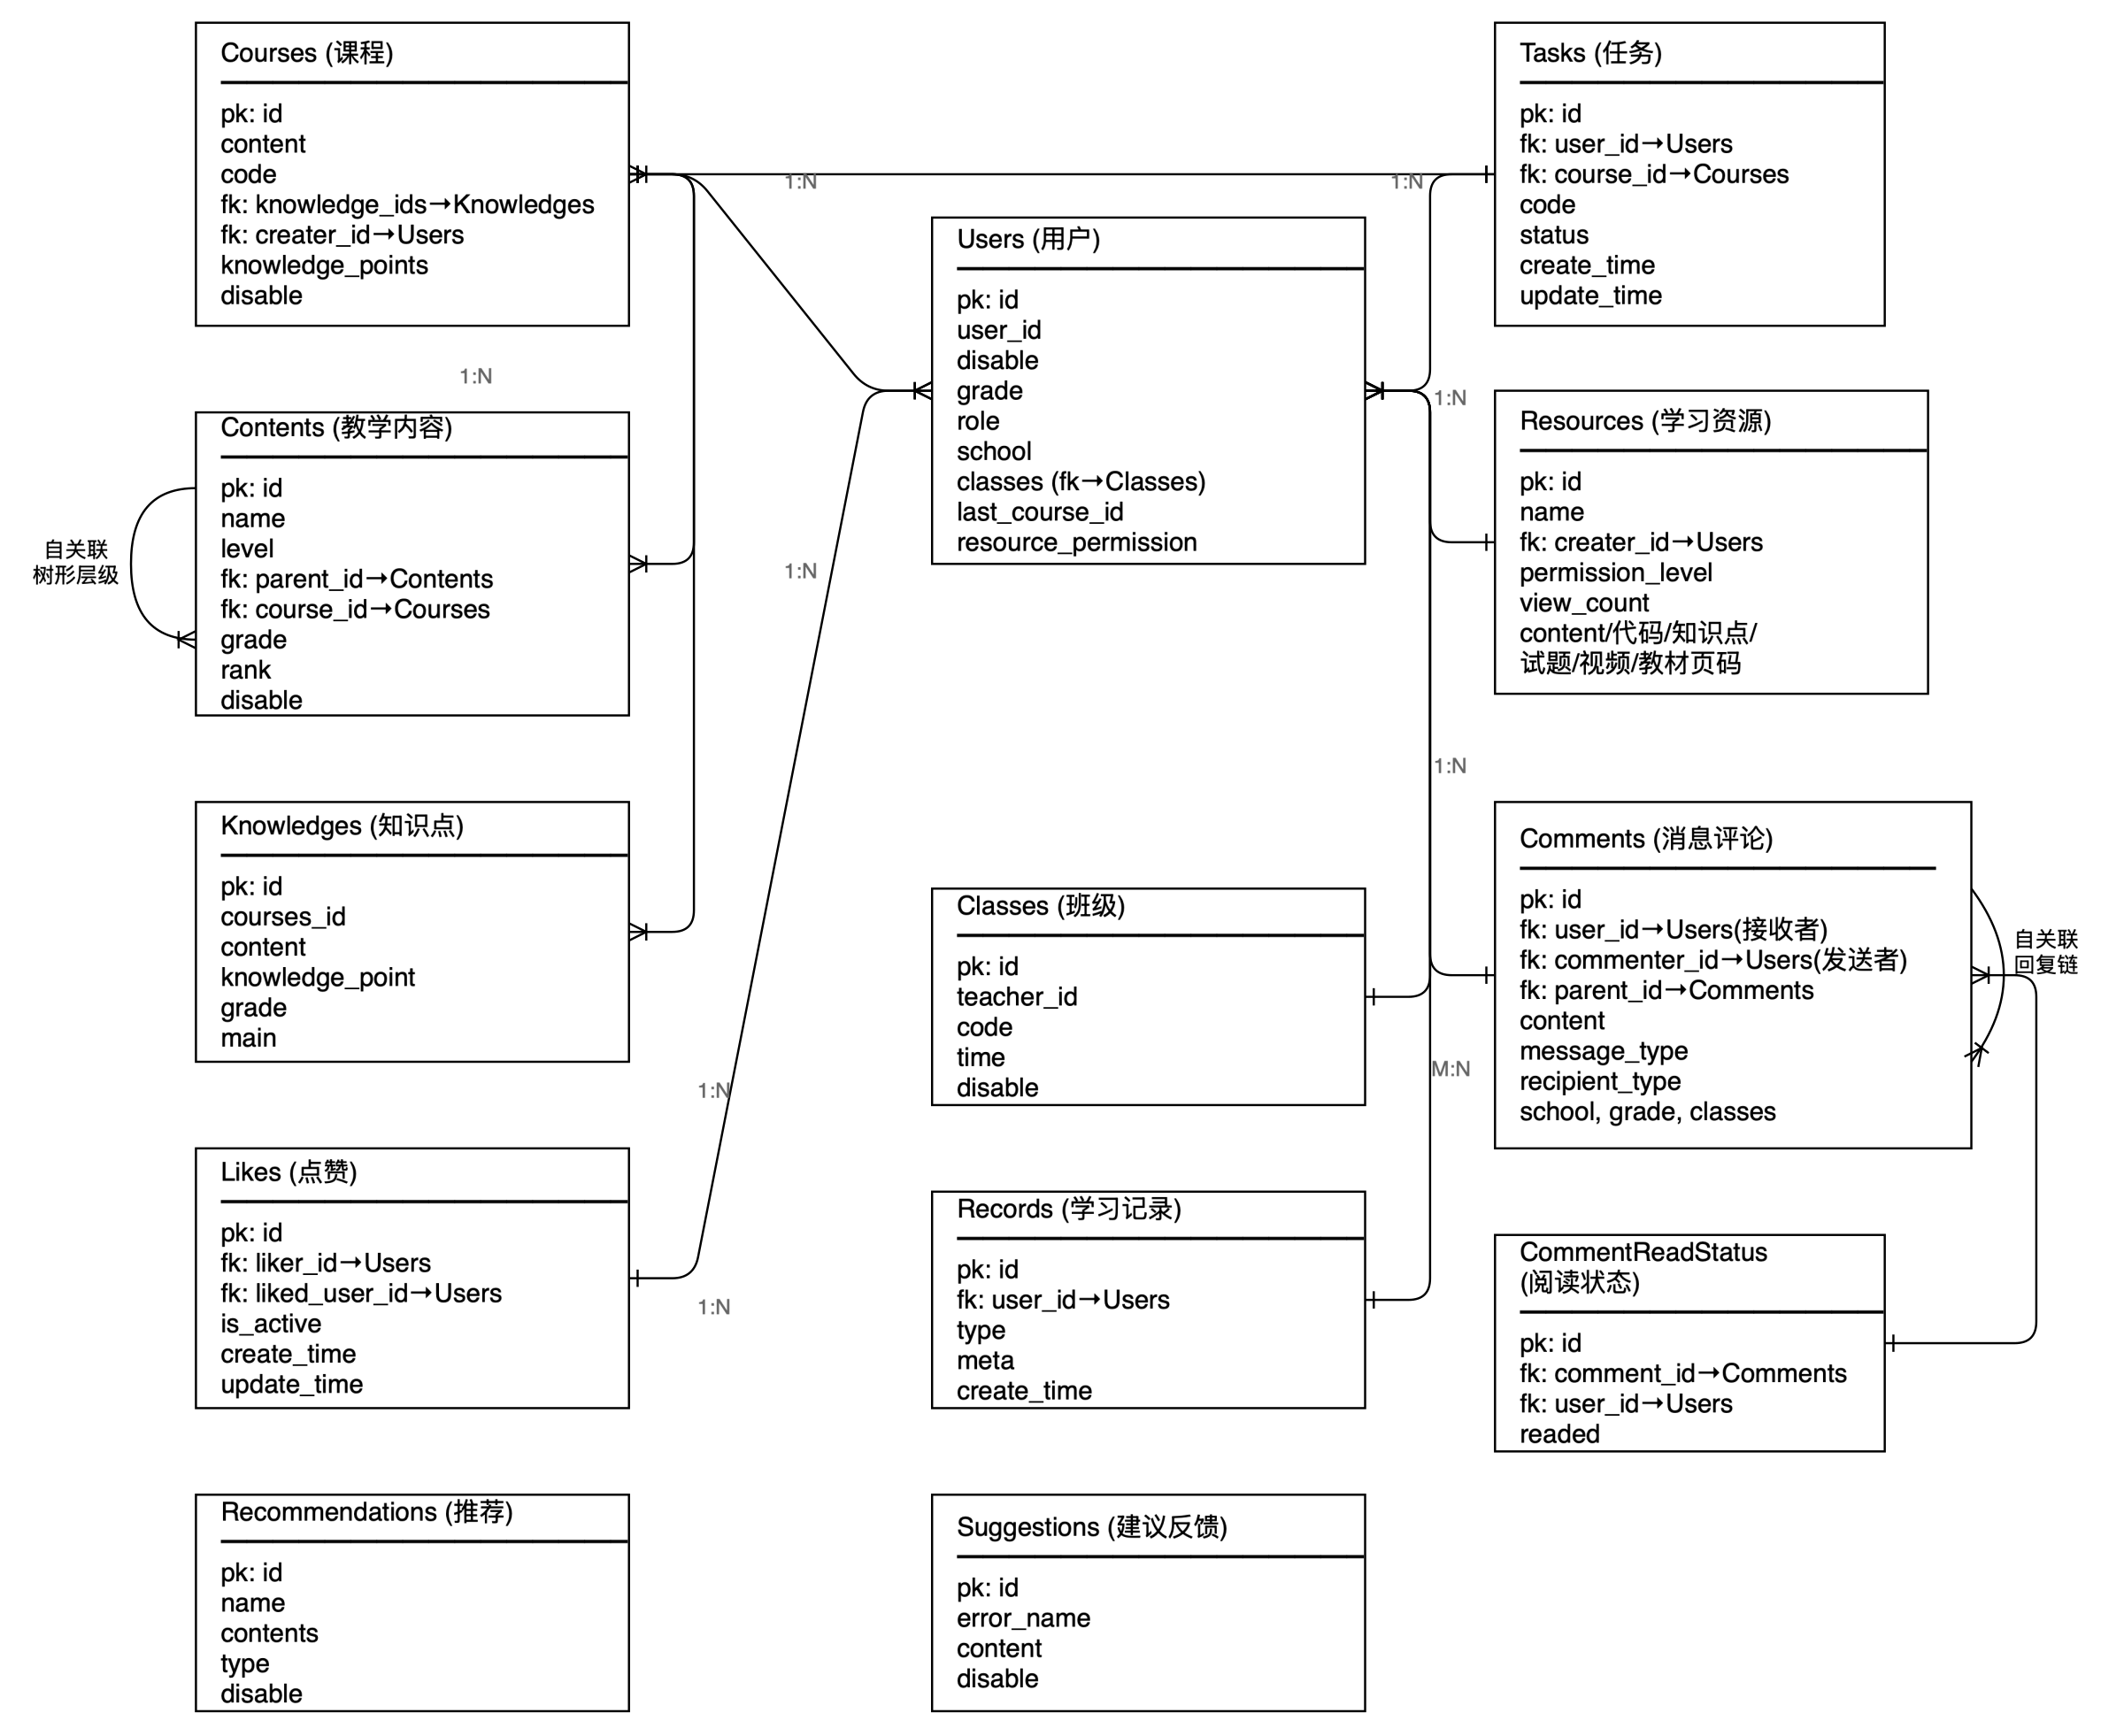 Courses (课程)
pk: id
content
code
fk: knowledge_ids→Knowledges
fk: creater_id→Users
knowledge_points
disable
1:N
1:N
Tasks (任务)
pk: id
fk: user_id→Users
fk: course_id→Courses
code
status
create_time
update_time
Users (用户)
pk: id
user_id
disable
grade
role
school
classes (fk→Classes)
last_course_id
resource_permission
1:N
Contents (教学内容)
pk: id
name
level
fk: parent_id→Contents
fk: course_id→Courses
grade
rank
disable
自关联
树形层级
1:N
1:N
Resources (学习资源)
pk: id
name
fk: creater_id→Users
permission_level
view_count
content/代码/知识点/
试题/视频/教材页码
1:N
Knowledges (知识点)
pk: id
courses_id
content
knowledge_point
grade
main
1:N
Classes (班级)
pk: id
teacher_id
code
time
disable
M:N
Comments (消息评论)
pk: id
fk: user_id→Users(接收者)
fk: commenter_id→Users(发送者)
fk: parent_id→Comments
content
message_type
recipient_type
school, grade, classes
自关联
回复链
Likes (点赞)
pk: id
fk: liker_id→Users
fk: liked_user_id→Users
is_active
create_time
update_time
1:N
Records (学习记录)
pk: id
fk: user_id→Users
type
meta
create_time
CommentReadStatus
(阅读状态)
pk: id
fk: comment_id→Comments
fk: user_id→Users
readed
Recommendations (推荐)
pk: id
name
contents
type
disable
Suggestions (建议反馈)
pk: id
error_name
content
disable